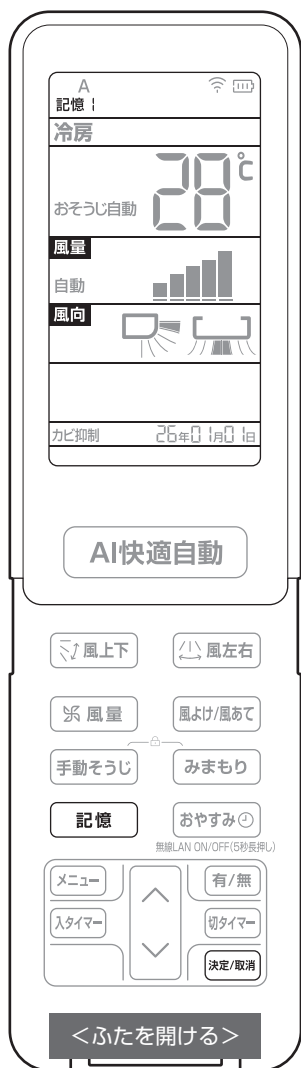 A
記憶 1
冷房
28℃
おそうじ自動
風量
自動
風向
カビ抑制 26年01月01日
AI快適自動
風上下 風左右
風量 風よけ/風あて
手動そうじ みまもり
記憶 おやすみ
無線LAN ON/OFF(5秒長押し)
メニュー 有/無
入タイマー 切タイマー
決定/取消
<ふたを開ける>